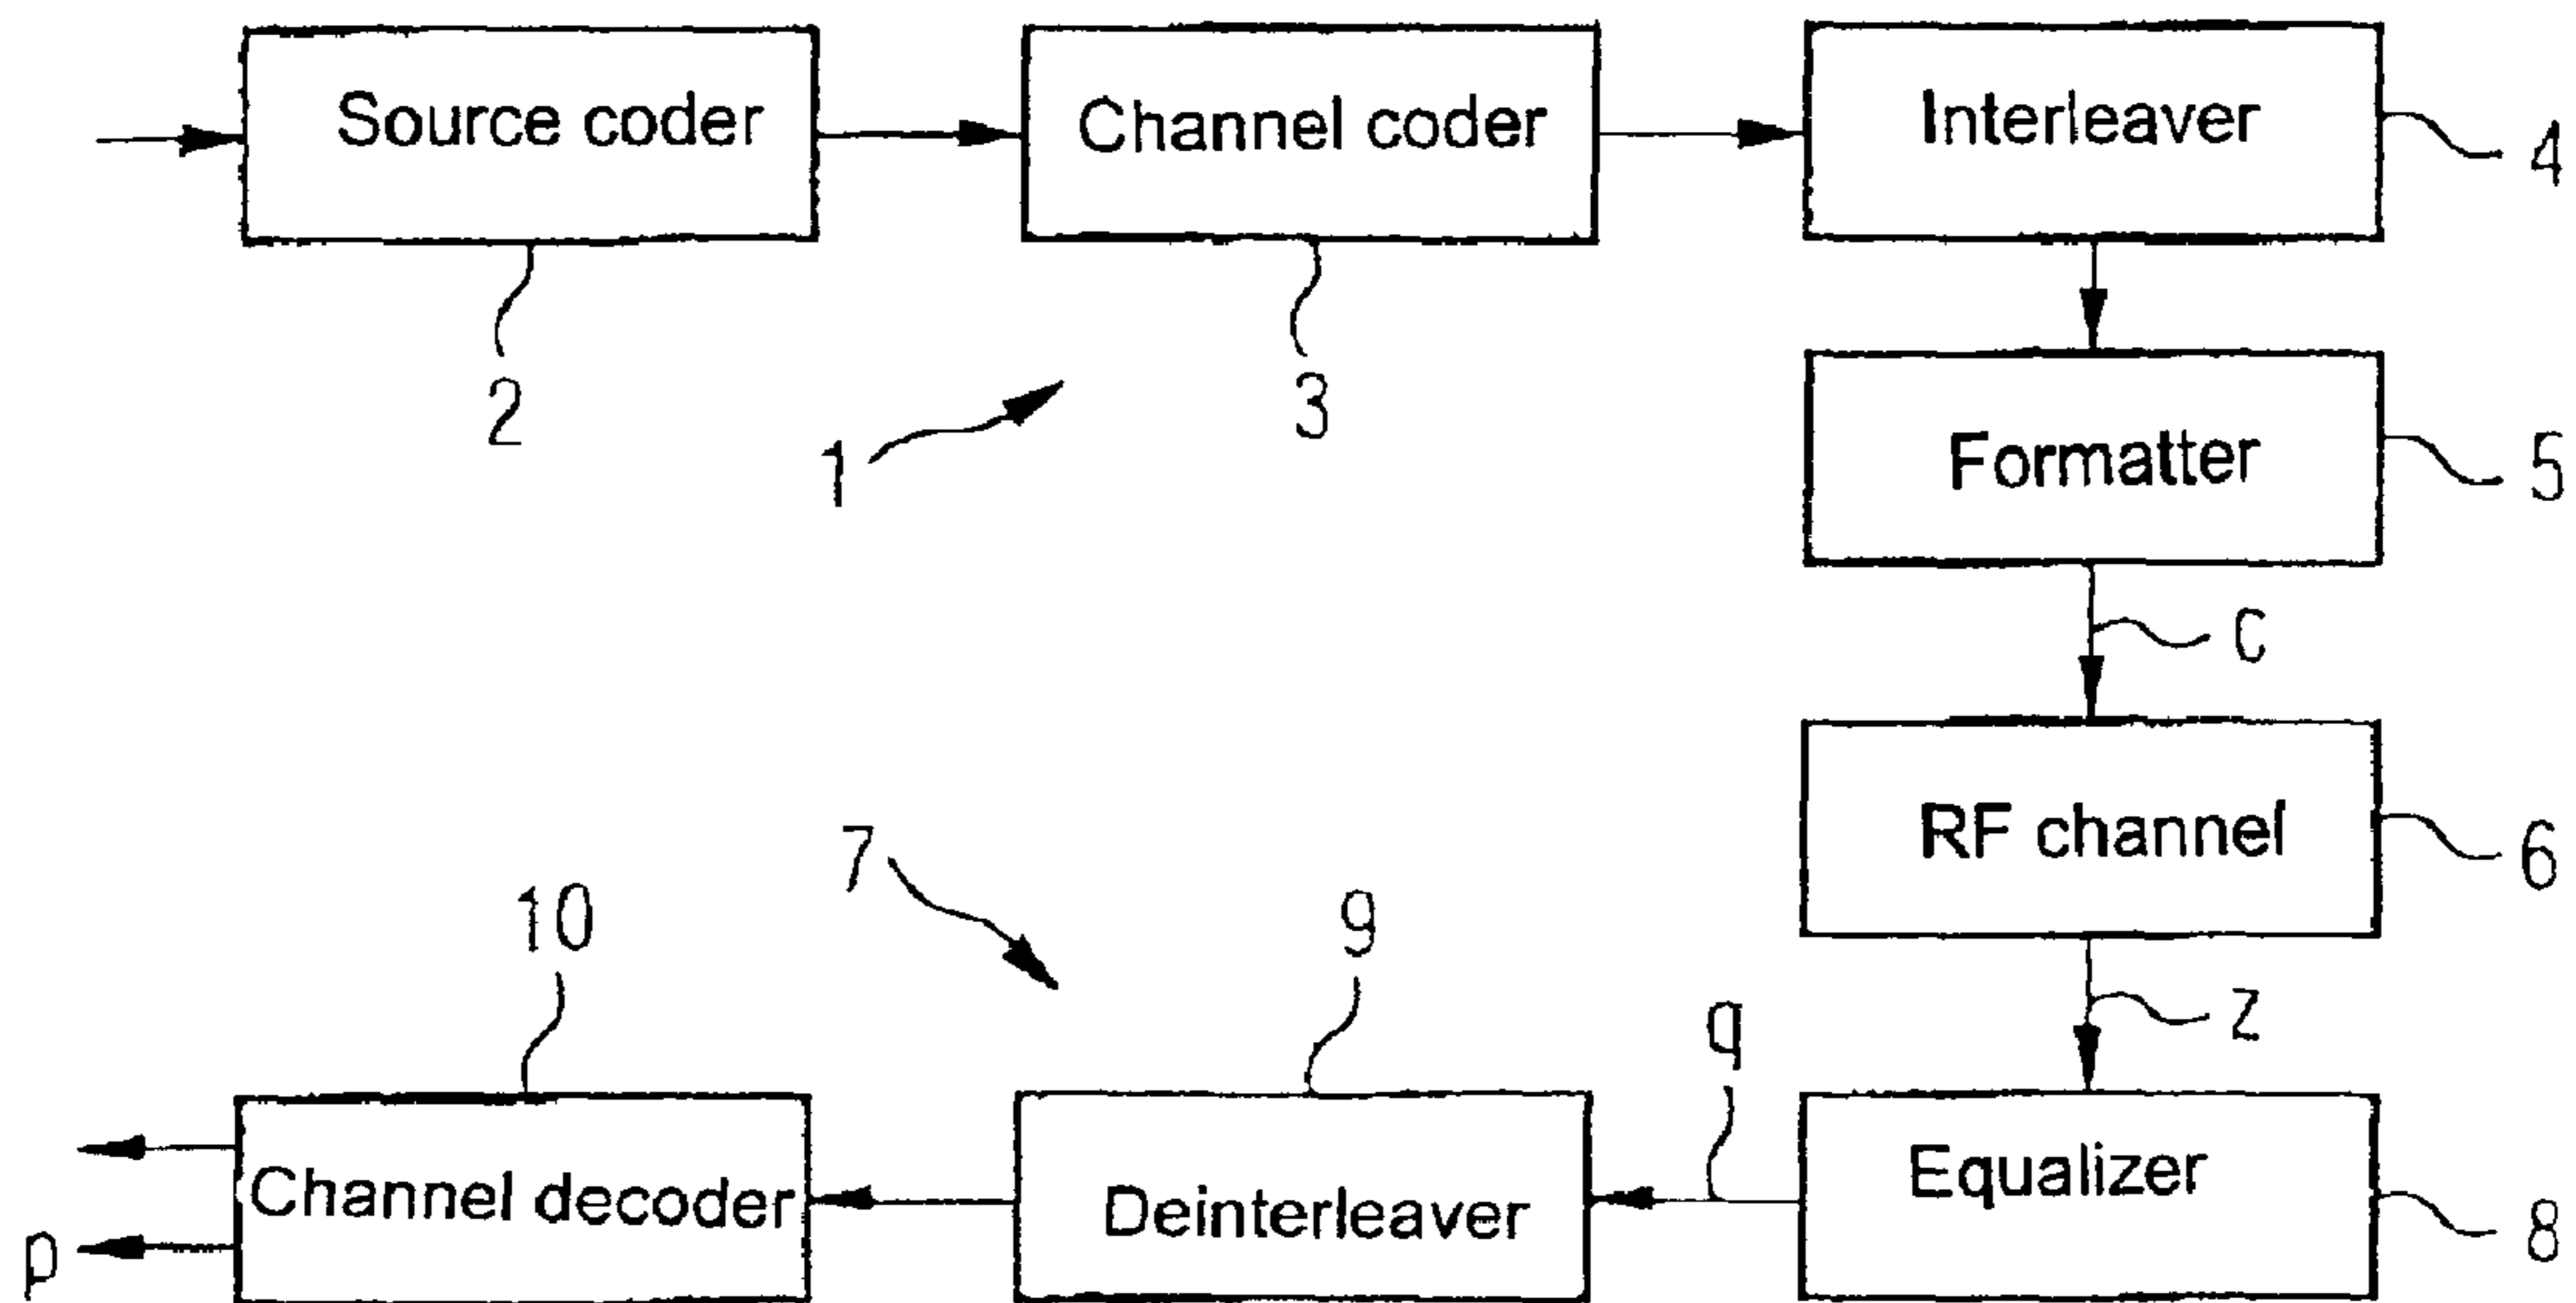 Source coder
Channel coder
Interleaver
4
2
1
3
Formatter
5
C
RF channel
6
7
10
9
q
z
Channel decoder
Deinterleaver
Equalizer
8
p